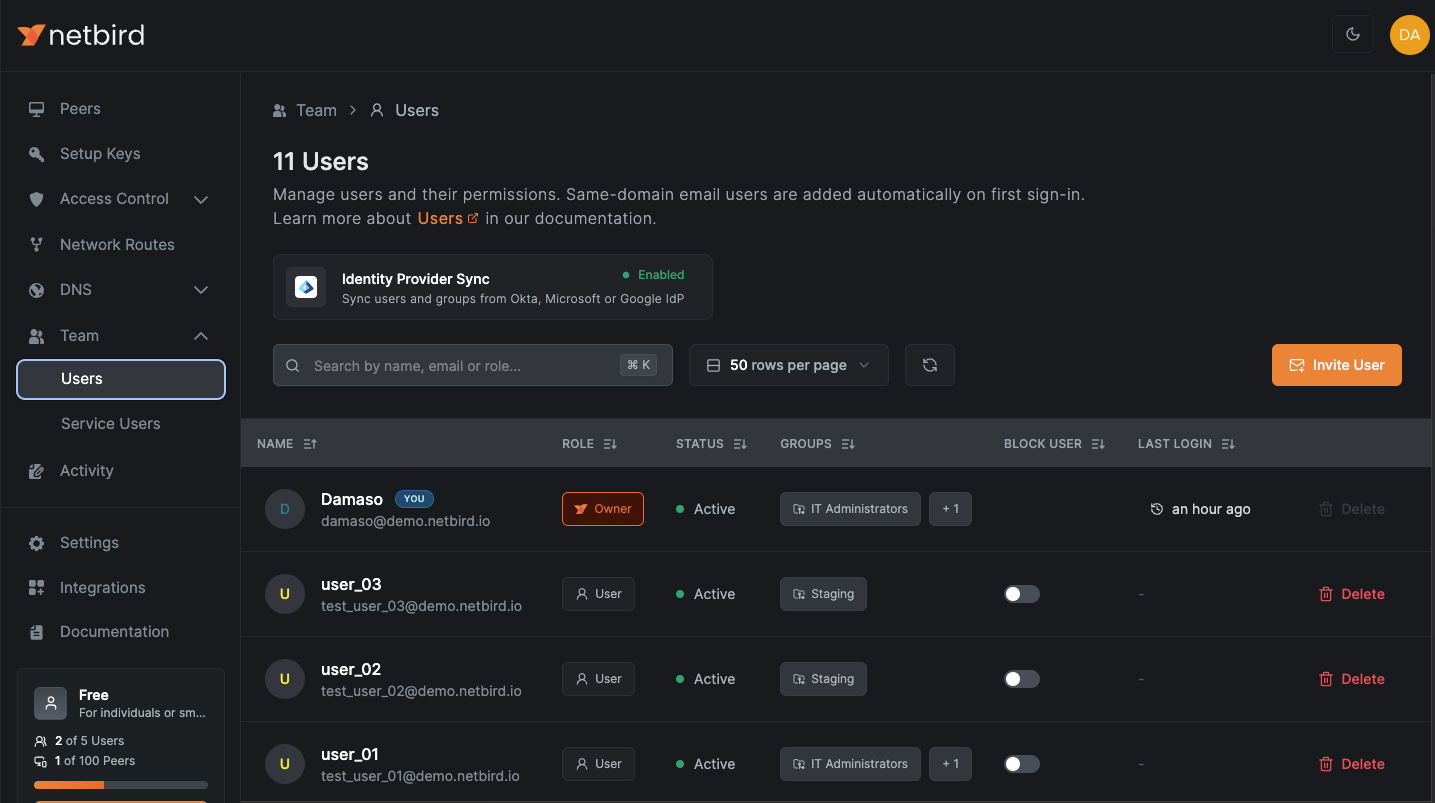 netbird
DA
Peers
Setup Keys
Access Control
Network Routes
DNS
Team
Users
Service Users
Activity
Settings
Integrations
Documentation
Free
For individuals or sm...
2 of 5 Users
1 of 100 Peers
Team > Users
11 Users
Manage users and their permissions. Same-domain email users are added automatically on first sign-in.
Learn more about Users in our documentation.
Identity Provider Sync
Enabled
Sync users and groups from Okta, Microsoft or Google IdP
Search by name, email or role...
⌘ K
50 rows per page
Invite User
NAME ROLE STATUS GROUPS BLOCK USER LAST LOGIN
D Damaso YOU
damaso@demo.netbird.io
Owner Active IT Administrators + 1 an hour ago Delete
U user_03
test_user_03@demo.netbird.io
User Active Staging - Delete
U user_02
test_user_02@demo.netbird.io
User Active Staging - Delete
U user_01
test_user_01@demo.netbird.io
User Active IT Administrators + 1 - Delete